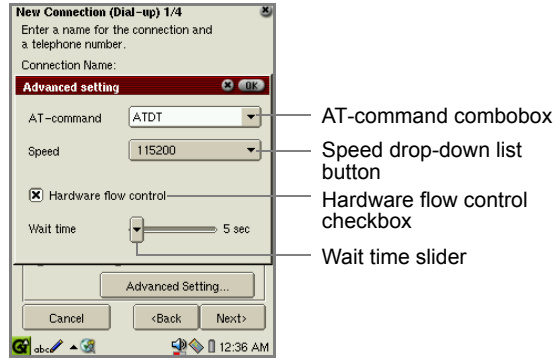 New Connection (Dial-up) 1/4
Enter a name for the connection and
a telephone number.
Connection Name:
Advanced setting
OK
AT-command
ATDT
AT-command combobox
Speed
115200
Speed drop-down list
button
Hardware flow control
Hardware flow control
checkbox
Wait time
5 sec
Wait time slider
Advanced Setting...
Cancel
<Back
Next>
abc
12:36 AM